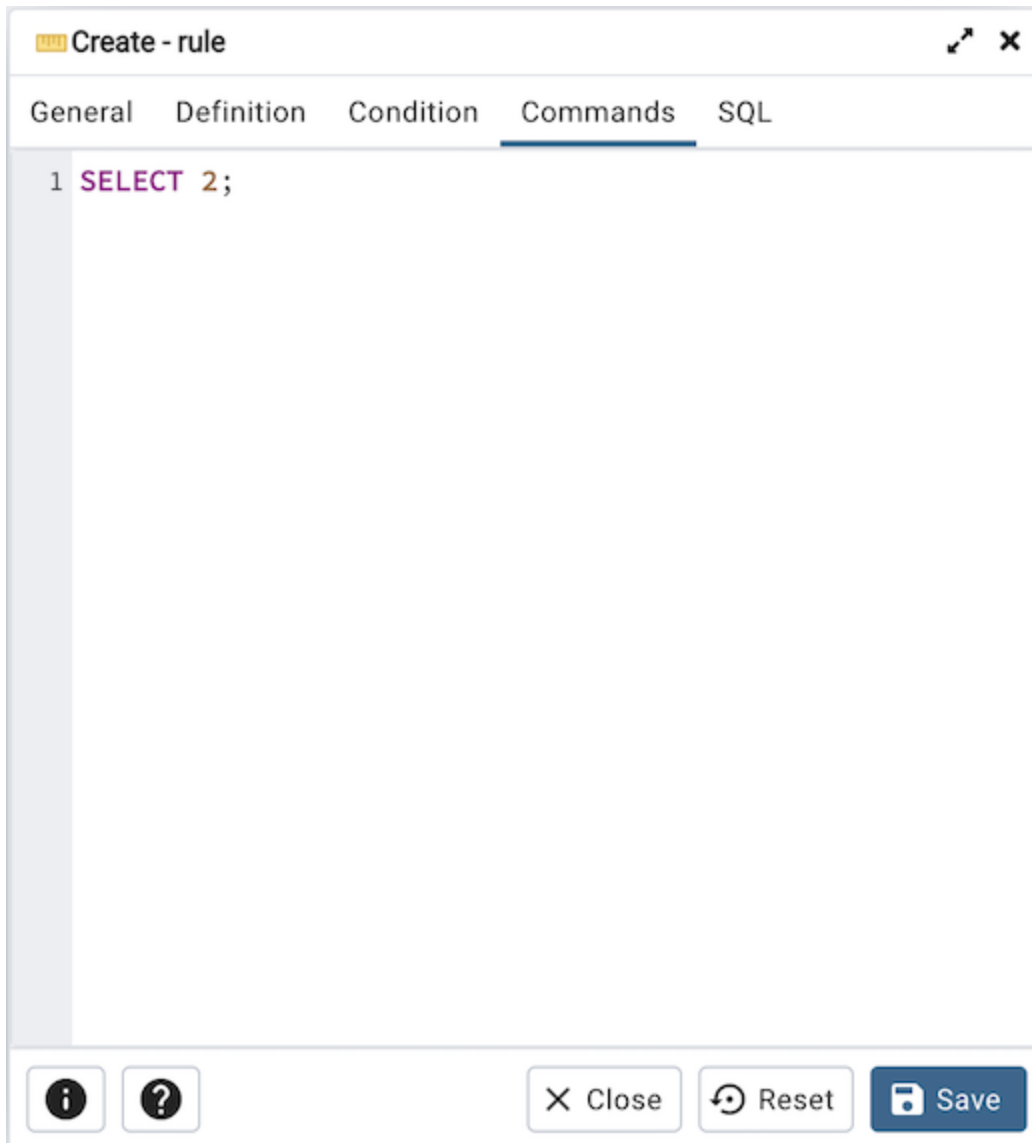 Create - rule
General Definition Condition Commands SQL
1 SELECT 2;
Close Reset Save